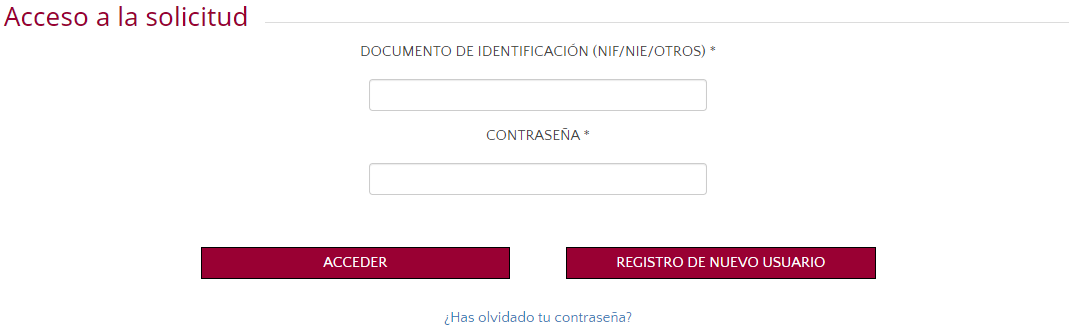 Acceso a la solicitud
DOCUMENTO DE IDENTIFICACIÓN (NIF/NIE/OTROS) *
CONTRASEÑA *
ACCEDER
REGISTRO DE NUEVO USUARIO
¿Has olvidado tu contraseña?